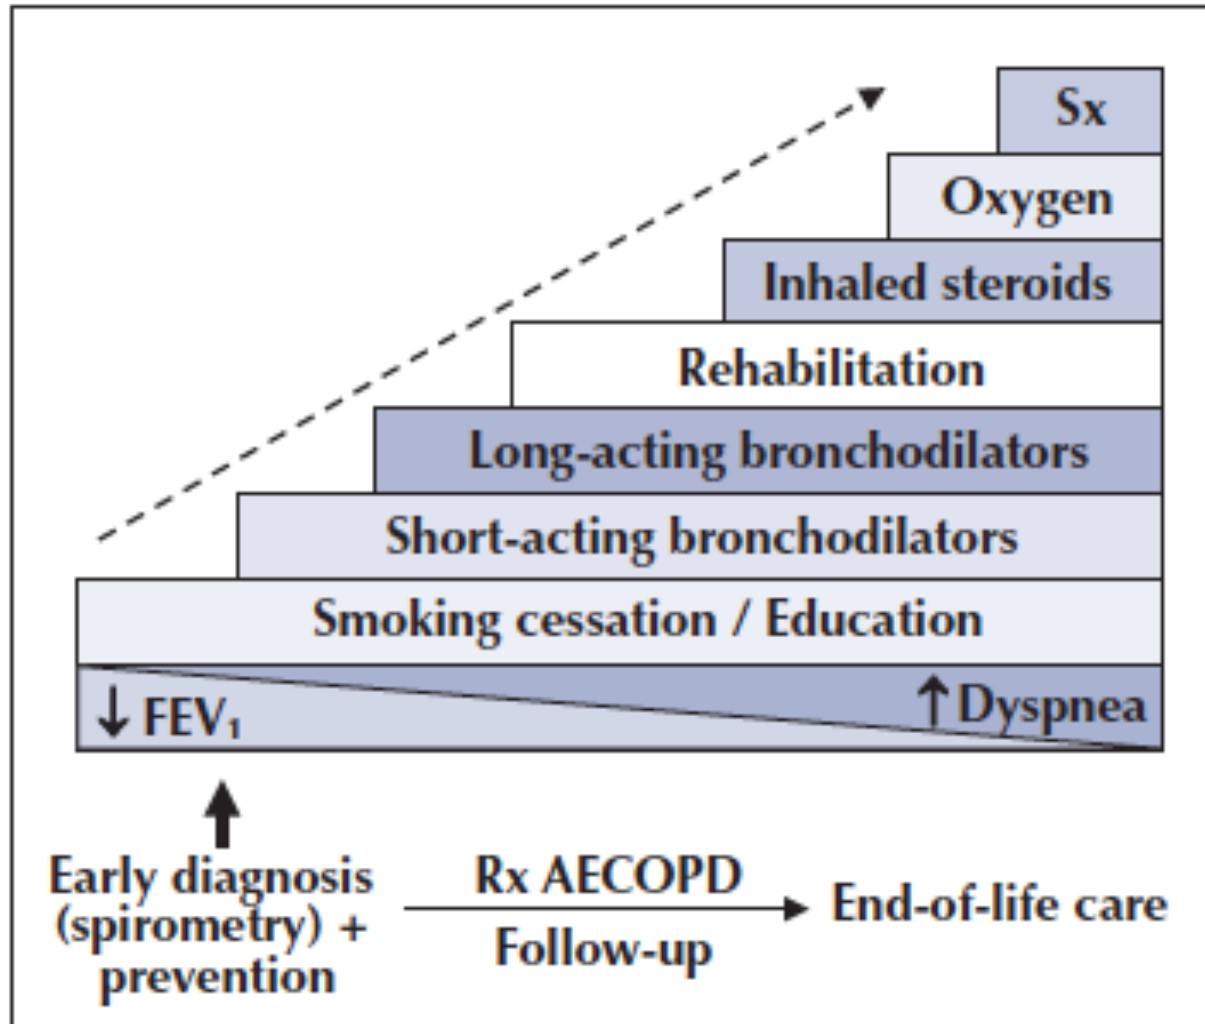 Sx
Oxygen
Inhaled steroids
Rehabilitation
Long-acting bronchodilators
Short-acting bronchodilators
Smoking cessation / Education
↓ FEV₁
↑ Dyspnea
Early diagnosis
(spirometry) +
prevention
Rx AECOPD
Follow-up
End-of-life care